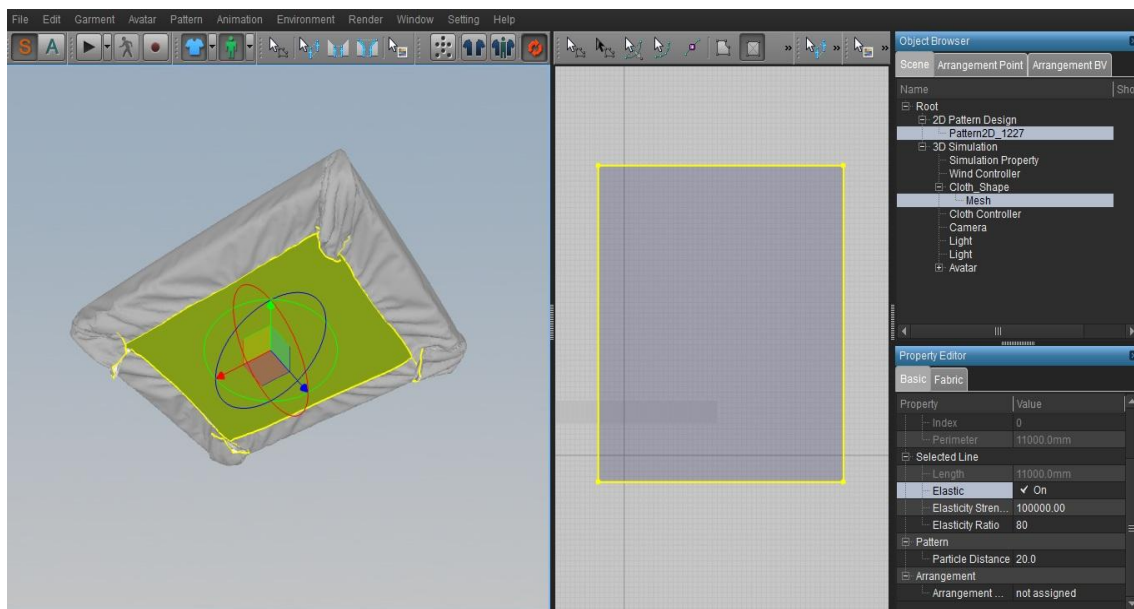 File Edit Garment Avatar Pattern Animation Environment Render Window Setting Help
S A
Object Browser
Scene Arrangement Point Arrangement BV
Name Sho
Root
2D Pattern Design
Pattern2D_1227
3D Simulation
Simulation Property
Wind Controller
Cloth_Shape
Mesh
Cloth Controller
Camera
Light
Light
Avatar
Property Editor
Basic Fabric
Property Value
Index 0
Perimeter 11000.0mm
Selected Line
Length 11000.0mm
Elastic On
Elasticity Stren... 100000.00
Elasticity Ratio 80
Pattern
Particle Distance 20.0
Arrangement
Arrangement ... not assigned